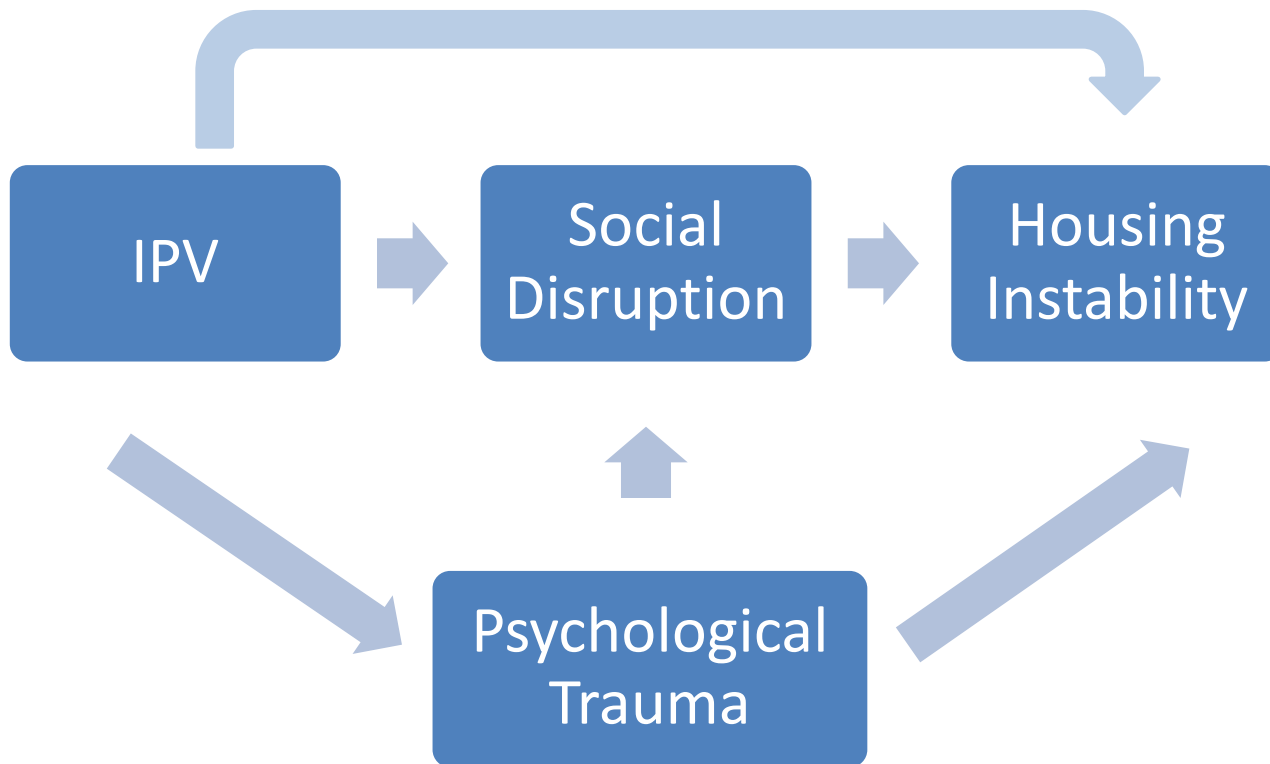 IPV
Social
Disruption
Housing
Instability
Psychological
Trauma